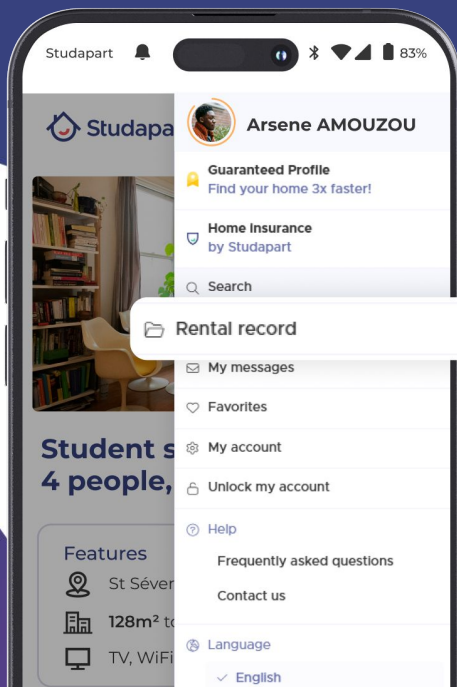 Studapart
83%
Studapa
Arsene AMOUZOU
Guaranteed Profile
Find your home 3x faster!
Home Insurance
by Studapart
Search
Rental record
My messages
Favorites
My account
Unlock my account
Help
Frequently asked questions
Contact us
Language
English
Student s
4 people,
Features
St Séver
128m² to
TV, WiFi